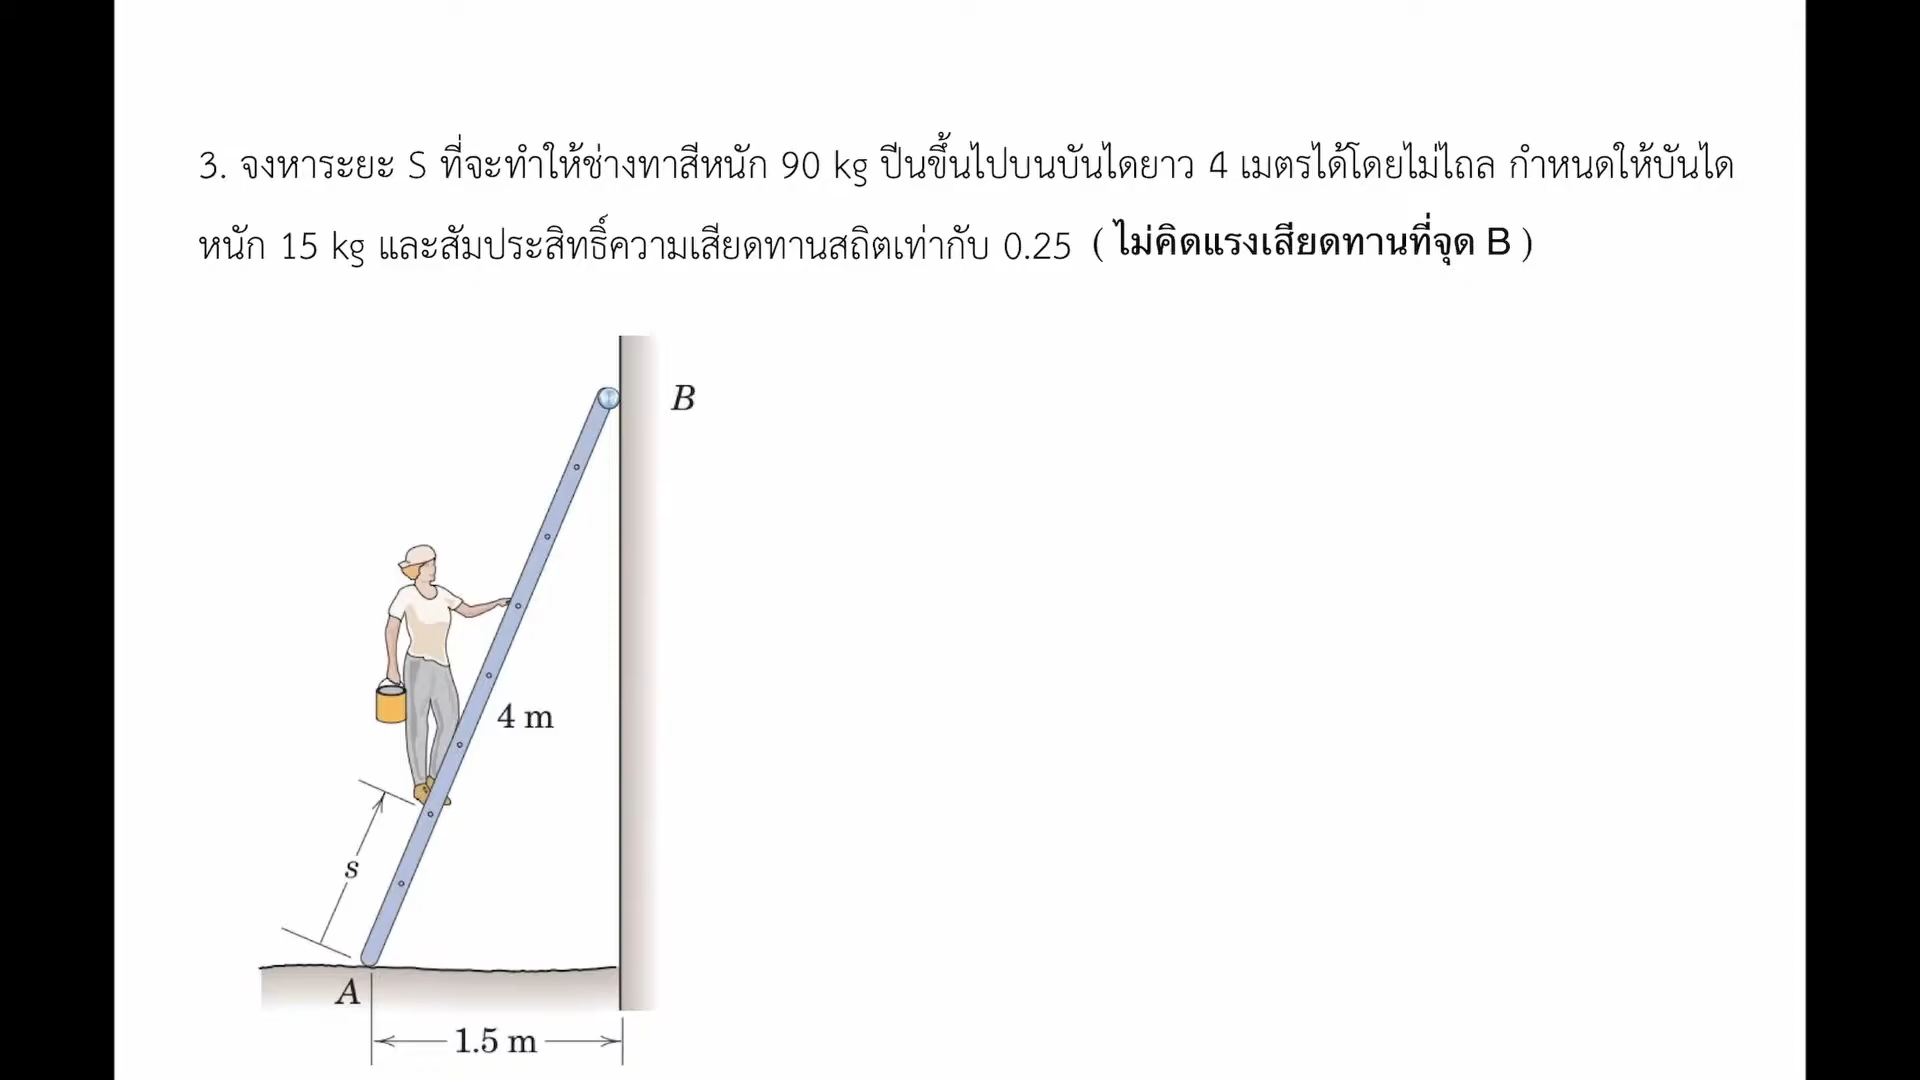 3. จงหาระยะ S ที่จะทำให้ช่างทาสีหนัก 90 kg ปีนขึ้นไปบนบันไดยาว 4 เมตรได้โดยไม่ไถล กำหนดให้บันได
หนัก 15 kg และสัมประสิทธิ์ความเสียดทานสถิตเท่ากับ 0.25 ( ไม่คิดแรงเสียดทานที่จุด B )
B
4 m
s
A
1.5 m